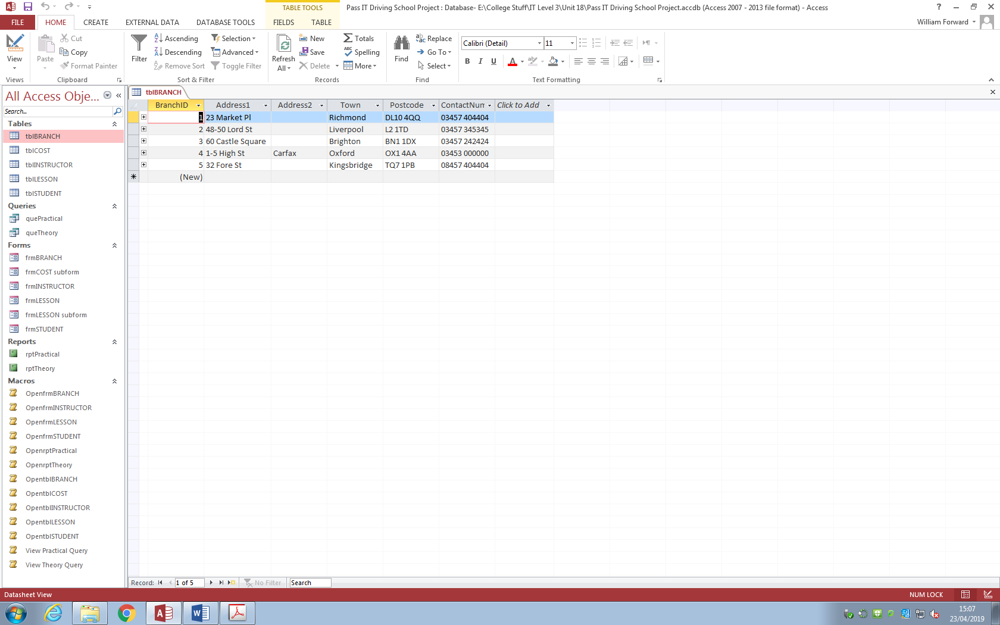 Pass IT Driving School Project : Database- E:\College Stuff\IT Level 3\Unit 18\Pass IT Driving School Project.accdb (Access 2007 - 2013 file format) - Access
TABLE TOOLS
FILE HOME CREATE EXTERNAL DATA DATABASE TOOLS FIELDS TABLE
William Forward
View
Views
Paste
Cut
Copy
Format Painter
Clipboard
Filter
Ascending
Descending
Remove Sort
Selection
Advanced
Toggle Filter
Sort & Filter
Refresh
All
New
Save
Delete
Totals
Spelling
More
Records
Find
Replace
Go To
Select
Find
Calibri (Detail) 11
B I U
Text Formatting
All Access Obje...
Search...
Tables
tblBRANCH
tblCOST
tblINSTRUCTOR
tblLESSON
tblSTUDENT
Queries
quePractical
queTheory
Forms
frmBRANCH
frmCOST subform
frmINSTRUCTOR
frmLESSON
frmLESSON subform
frmSTUDENT
Reports
rptPractical
rptTheory
Macros
OpenfrmBRANCH
OpenfrmINSTRUCTOR
OpenfrmLESSON
OpenfrmSTUDENT
OpenrptPractical
OpenrptTheory
OpentblBRANCH
OpentblCOST
OpentblINSTRUCTOR
OpentblLESSON
OpentblSTUDENT
View Practical Query
View Theory Query
tblBRANCH
BranchID Address1 Address2 Town Postcode ContactNum Click to Add
1 23 Market Pl Richmond DL10 4QQ 03457 404404
2 48-50 Lord St Liverpool L2 1TD 03457 345345
3 60 Castle Square Brighton BN1 1DX 03457 242424
4 1-5 High St Carfax Oxford OX1 4AA 03453 000000
5 32 Fore St Kingsbridge TQ7 1PB 08457 404404
(New)
Record: 1 of 5 No Filter Search
Datasheet View NUM LOCK
15:07
23/04/2019